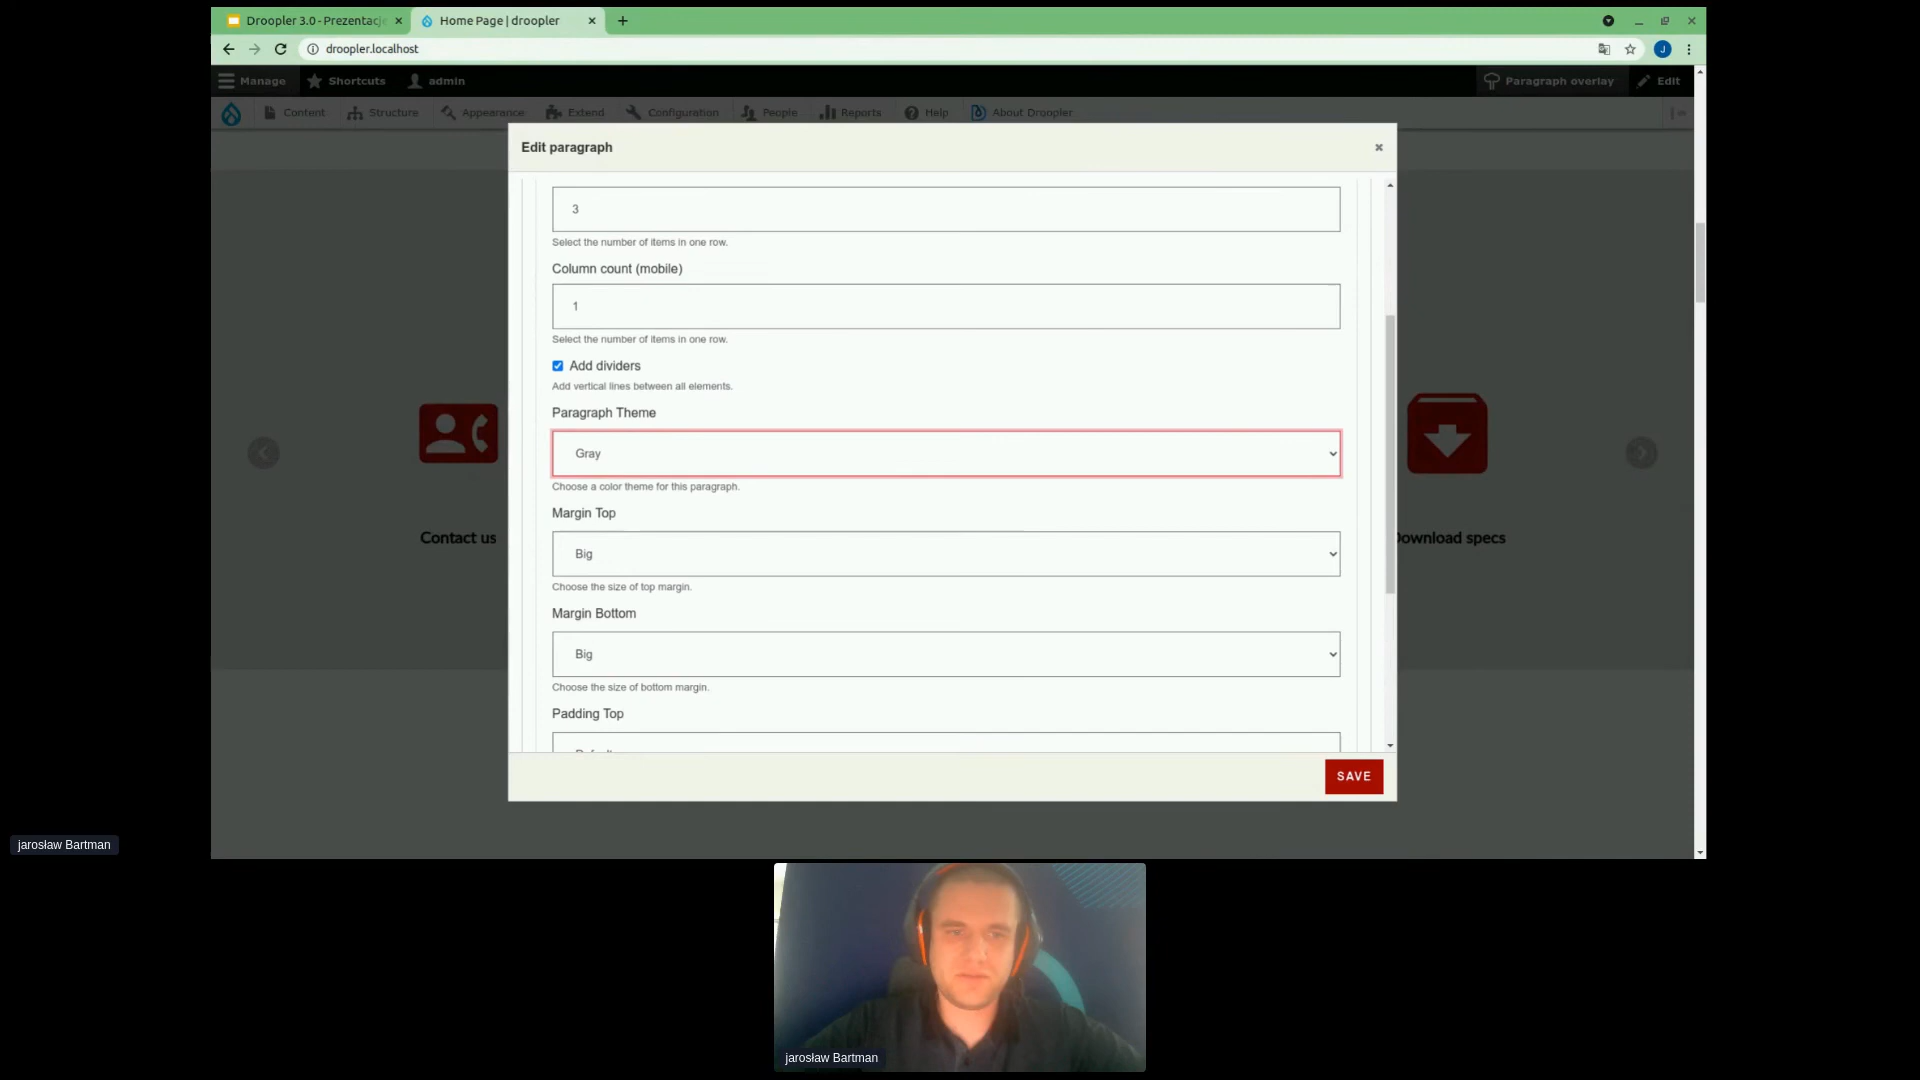 Droopler 3.0 - Prezentacje
Home Page | droopler
droopler.localhost
J
Manage
Shortcuts
admin
Paragraph overlay
Edit
Content
Structure
Appearance
Extend
Configuration
People
Reports
Help
About Droopler
Edit paragraph
3
Select the number of items in one row.
Column count (mobile)
1
Select the number of items in one row.
Add dividers
Add vertical lines between all elements.
Paragraph Theme
Gray
Choose a color theme for this paragraph.
Margin Top
Big
Choose the size of top margin.
Margin Bottom
Big
Choose the size of bottom margin.
Padding Top
SAVE
Contact us
Download specs
jarosław Bartman
jarosław Bartman